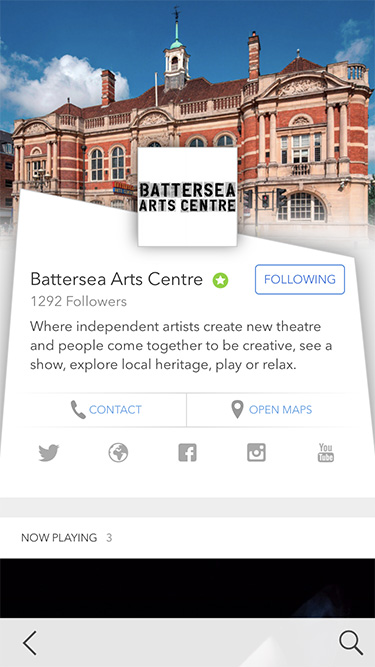 BATTERSEA
ARTS CENTRE
Battersea Arts Centre
FOLLOWING
1292 Followers
Where independent artists create new theatre
and people come together to be creative, see a
show, explore local heritage, play or relax.
CONTACT
OPEN MAPS
You
Tube
NOW PLAYING 3